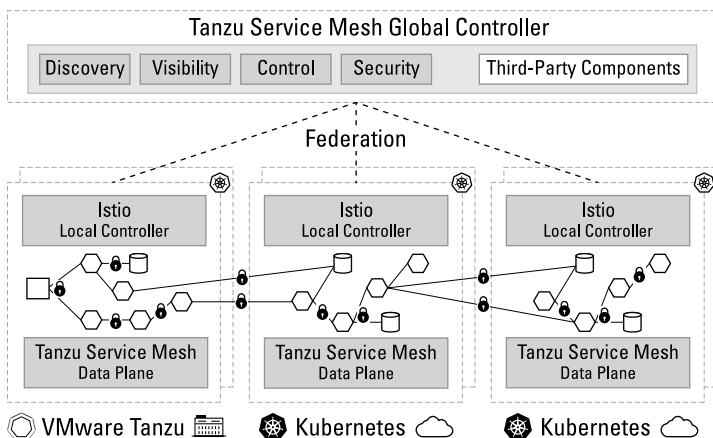 Tanzu Service Mesh Global Controller
Discovery
Visibility
Control
Security
Third-Party Components
Federation
Istio
Local Controller
Istio
Local Controller
Istio
Local Controller
Tanzu Service Mesh
Data Plane
Tanzu Service Mesh
Data Plane
Tanzu Service Mesh
Data Plane
VMware Tanzu
Kubernetes
Kubernetes